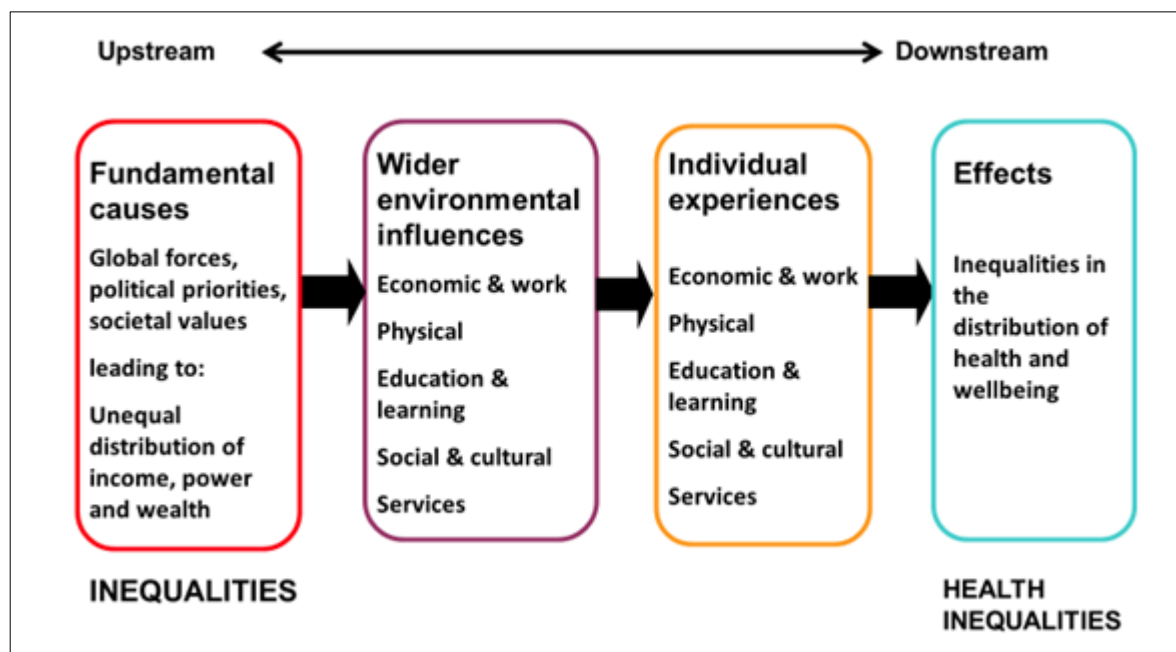 Upstream
Downstream
Fundamental
causes
Global forces,
political priorities,
societal values
leading to:
Unequal
distribution of
income, power
and wealth
Wider
environmental
influences
Economic & work
Physical
Education &
learning
Social & cultural
Services
Individual
experiences
Economic & work
Physical
Education &
learning
Social & cultural
Services
Effects
Inequalities in
the
distribution of
health and
wellbeing
INEQUALITIES
HEALTH
INEQUALITIES